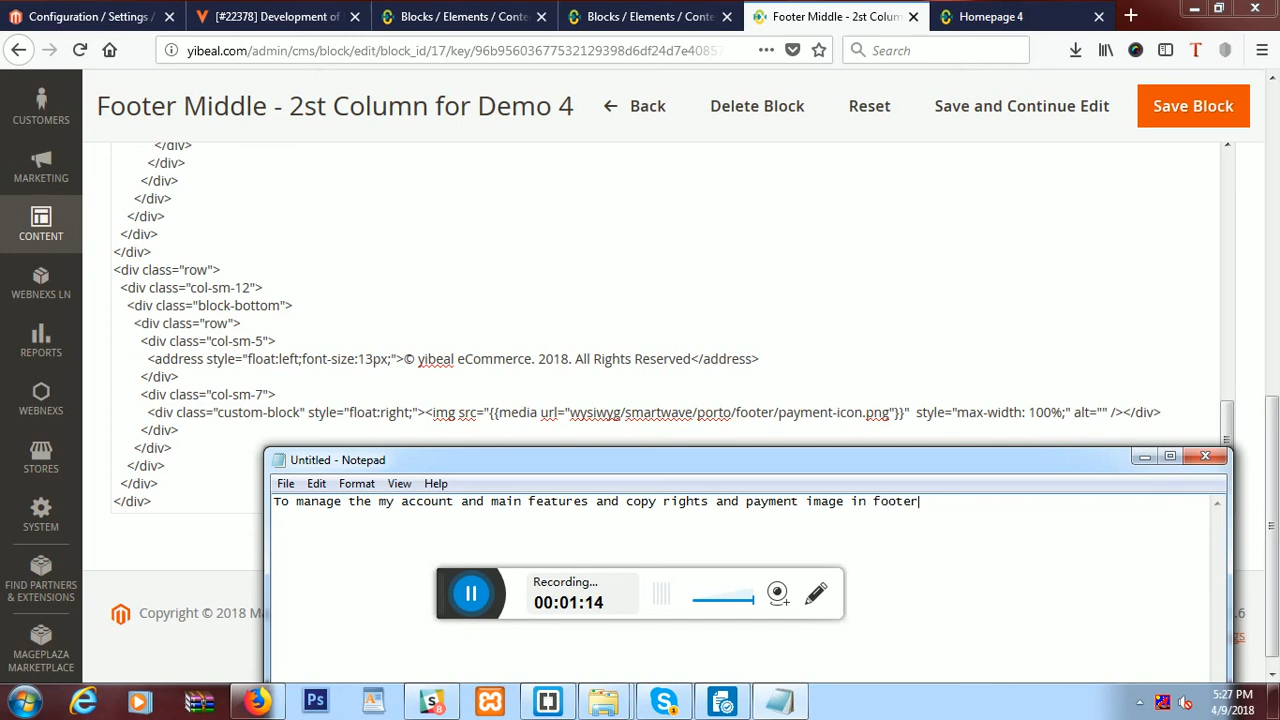 Configuration / Settings /
[#22378] Development of
Blocks / Elements / Conte
Blocks / Elements / Conte
Footer Middle - 2st Colum
Homepage 4
yibeal.com/admin/cms/block/edit/block_id/17/key/96b95603677532129398d6df24d7e4085
Search
CUSTOMERS
MARKETING
CONTENT
WEBNEXS LN
REPORTS
WEBNEXS
STORES
SYSTEM
FIND PARTNERS
& EXTENSIONS
MAGEPLAZA
MARKETPLACE
Footer Middle - 2st Column for Demo 4
Back
Delete Block
Reset
Save and Continue Edit
Save Block
</div>
</div>
</div>
</div>
</div>
</div>
</div>
<div class="row">
<div class="col-sm-12">
<div class="block-bottom">
<div class="row">
<div class="col-sm-5">
<address style="float:left;font-size:13px;">© yibeal eCommerce. 2018. All Rights Reserved</address>
</div>
<div class="col-sm-7">
<div class="custom-block" style="float:right;"><img src="{{media url="wysiwyg/smartwave/porto/footer/payment-icon.png"}}"  style="max-width: 100%;" alt="" /></div>
</div>
</div>
</div>
</div>
</div>
Copyright © 2018
Untitled - Notepad
File Edit Format View Help
To manage the my account and main features and copy rights and payment image in footer
Recording...
00:01:14
5:27 PM
4/9/2018